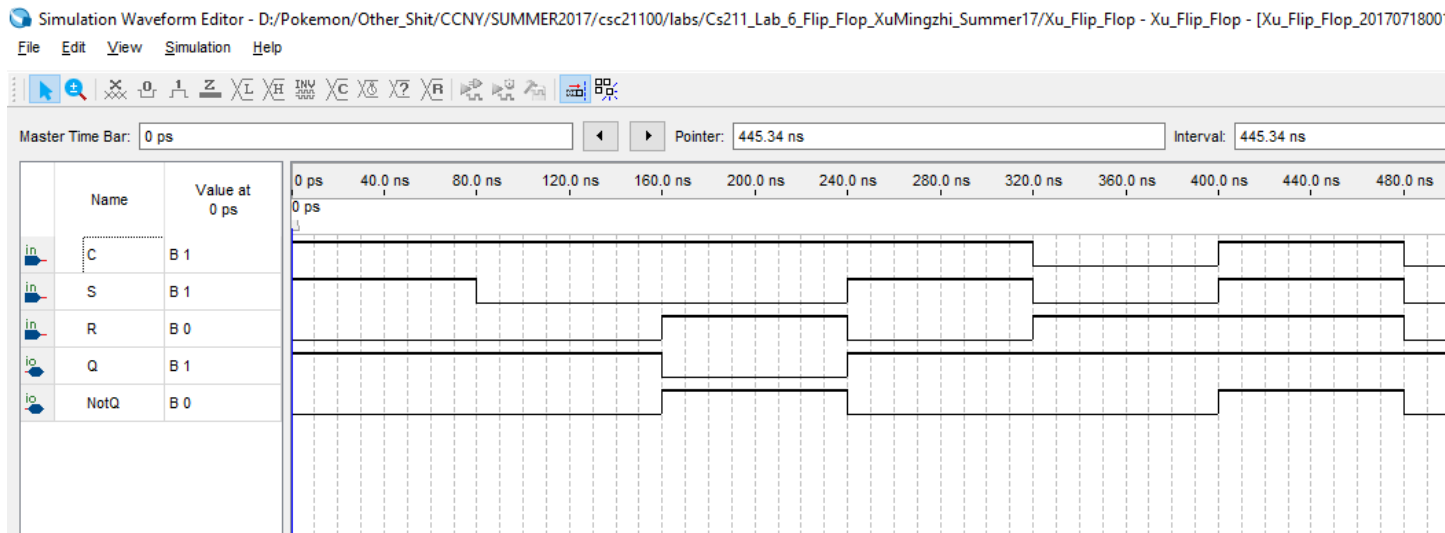 Simulation Waveform Editor - D:/Pokemon/Other_Shit/CCNY/SUMMER2017/csc21100/labs/Cs211_Lab_6_Flip_Flop_XuMingzhi_Summer17/Xu_Flip_Flop - Xu_Flip_Flop - [Xu_Flip_Flop_2017071800
File Edit View Simulation Help
Master Time Bar: 0 ps Pointer: 445.34 ns Interval: 445.34 ns
Name Value at 0 ps
0 ps 40.0 ns 80.0 ns 120.0 ns 160.0 ns 200.0 ns 240.0 ns 280.0 ns 320.0 ns 360.0 ns 400.0 ns 440.0 ns 480.0 ns
0 ps
in C B 1
in S B 1
in R B 0
io Q B 1
io NotQ B 0